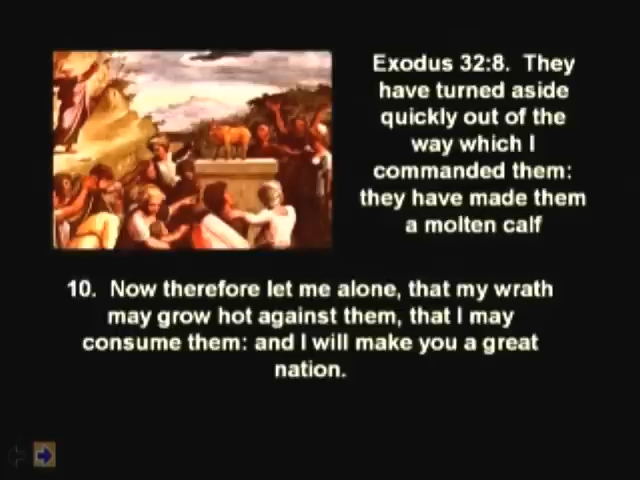 Exodus 32:8.  They
have turned aside
quickly out of the
way which I
commanded them:
they have made them
a molten calf
10.  Now therefore let me alone, that my wrath
may grow hot against them, that I may
consume them: and I will make you a great
nation.